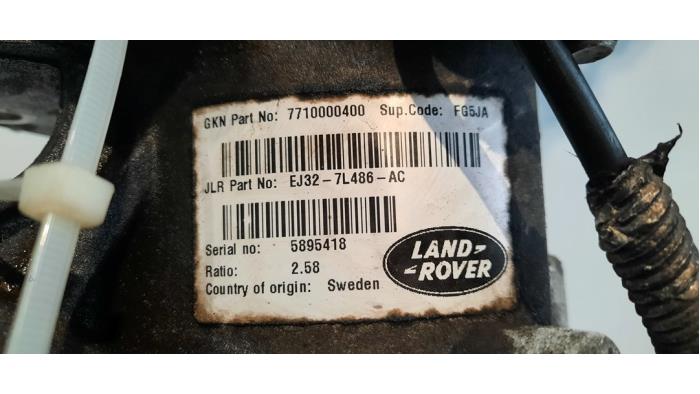 GKN Part No: 7710000400 Sup.Code: FG5JA
JLR Part No: EJ32-7L486-AC
Serial no: 5895418
Ratio: 2.58
Country of origin: Sweden
LAND-
-ROVER